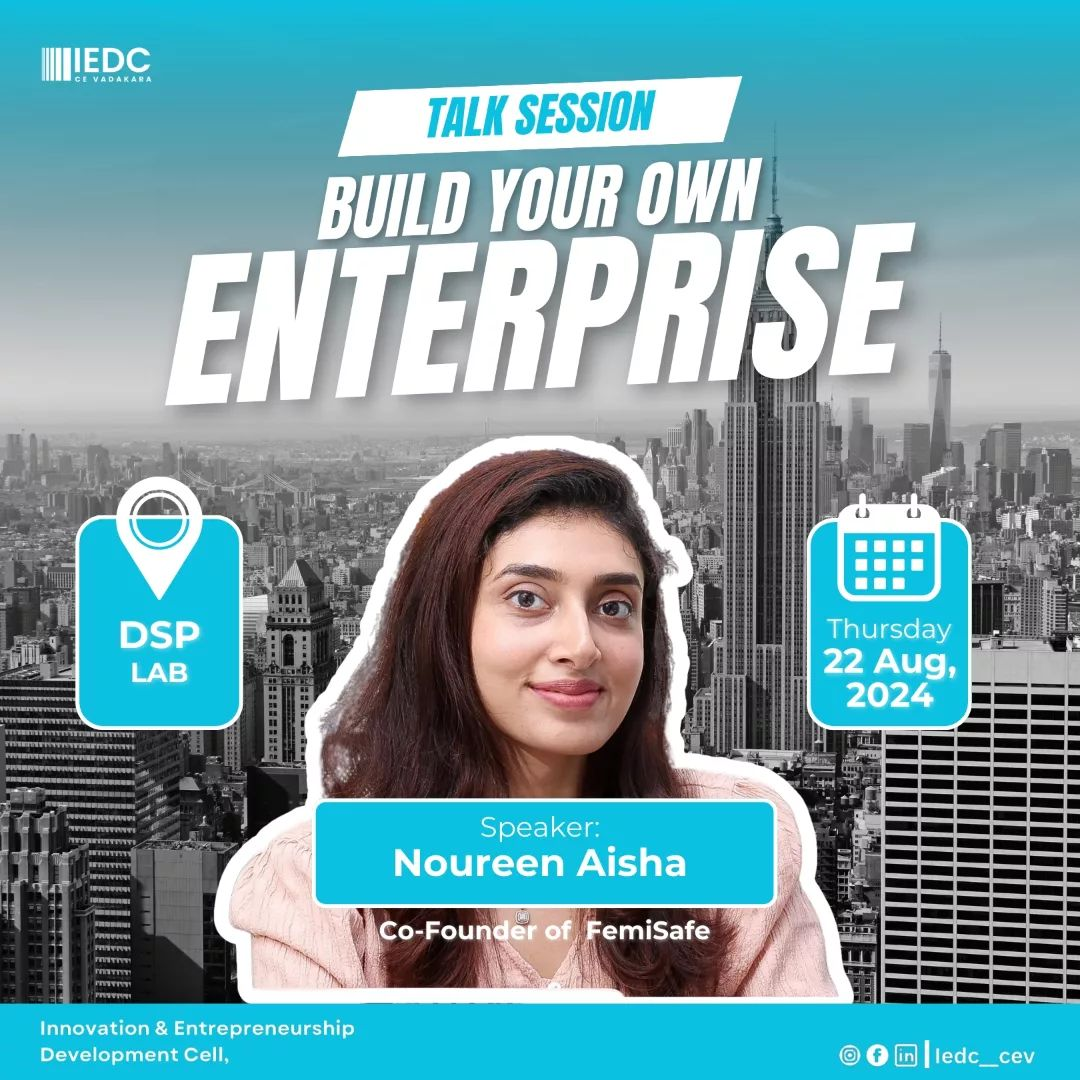 IEDC
CE VADAKARA
TALK SESSION
BUILD YOUR OWN
ENTERPRISE
DSP
LAB
Thursday
22 Aug,
2024
Speaker:
Noureen Aisha
Co-Founder of FemiSafe
Innovation & Entrepreneurship
Development Cell,
Iedc__cev